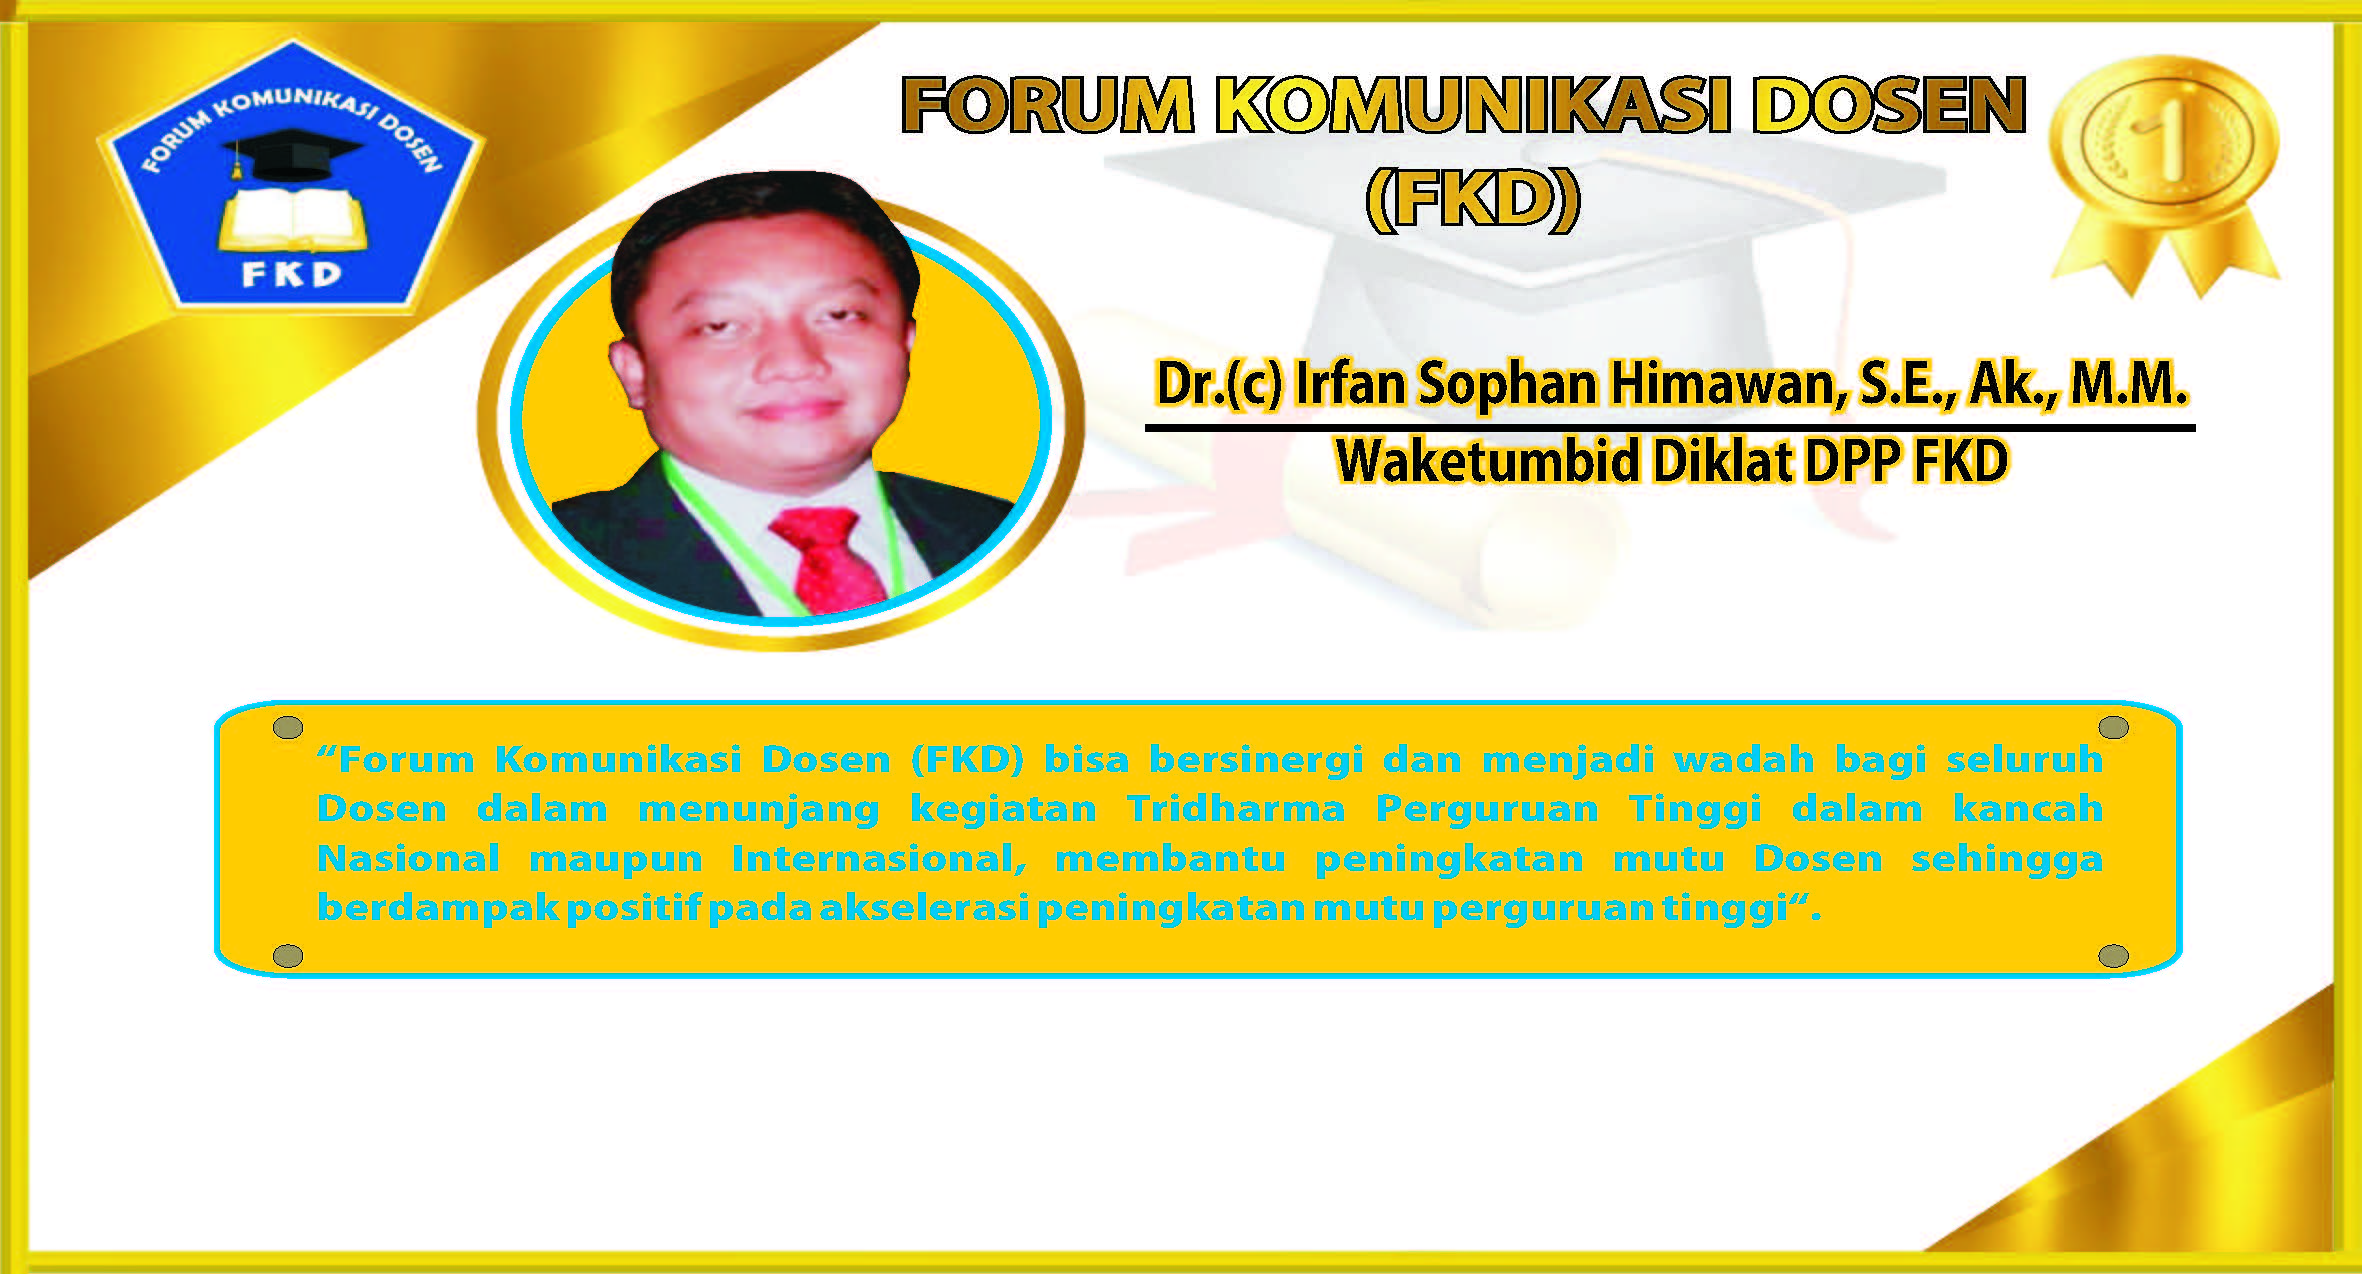 FORUM KOMUNIKASI DOSEN
FKD
FORUM KOMUNIKASI DOSEN
(FKD)
1
Dr.(c) Irfan Sophan Himawan, S.E., Ak., M.M.
Waketumbid Diklat DPP FKD
“Forum Komunikasi Dosen (FKD) bisa bersinergi dan menjadi wadah bagi seluruh
Dosen dalam menunjang kegiatan Tridharma Perguruan Tinggi dalam kancah
Nasional maupun Internasional, membantu peningkatan mutu Dosen sehingga
berdampak positif pada akselerasi peningkatan mutu perguruan tinggi“.